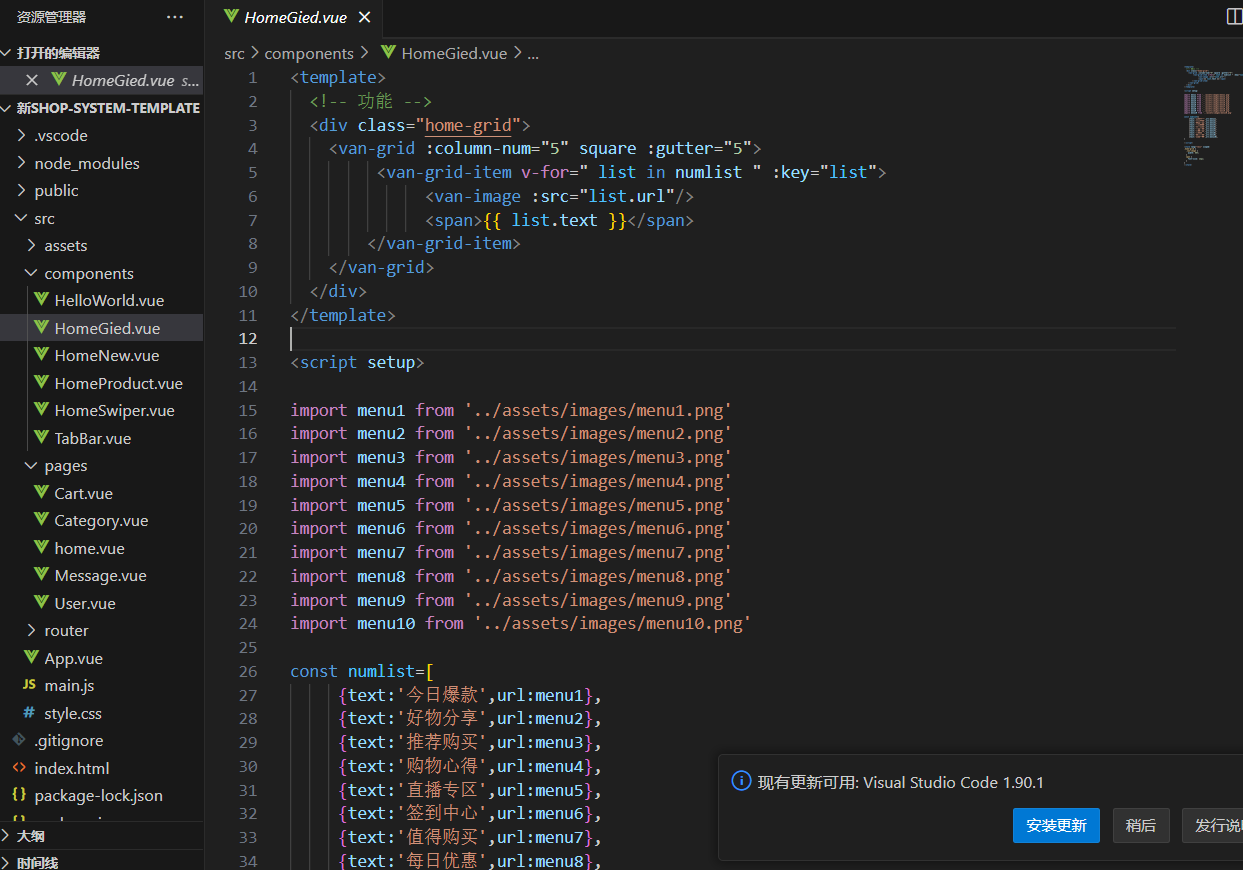 资源管理器
打开的编辑器
HomeGied.vue s...
新SHOP-SYSTEM-TEMPLATE
.vscode
node_modules
public
src
assets
components
HelloWorld.vue
HomeGied.vue
HomeNew.vue
HomeProduct.vue
HomeSwiper.vue
TabBar.vue
pages
Cart.vue
Category.vue
home.vue
Message.vue
User.vue
router
App.vue
JS main.js
# style.css
.gitignore
<> index.html
{} package-lock.json
大纲
时间线
HomeGied.vue
src > components > HomeGied.vue > ...
1 <template>
2 <!-- 功能 -->
3 <div class="home-grid">
4 <van-grid :column-num="5" square :gutter="5">
5 <van-grid-item v-for=" list in numlist " :key="list">
6 <van-image :src="list.url"/>
7 <span>{{ list.text }}</span>
8 </van-grid-item>
9 </van-grid>
10 </div>
11 </template>
12
13 <script setup>
14
15 import menu1 from '../assets/images/menu1.png'
16 import menu2 from '../assets/images/menu2.png'
17 import menu3 from '../assets/images/menu3.png'
18 import menu4 from '../assets/images/menu4.png'
19 import menu5 from '../assets/images/menu5.png'
20 import menu6 from '../assets/images/menu6.png'
21 import menu7 from '../assets/images/menu7.png'
22 import menu8 from '../assets/images/menu8.png'
23 import menu9 from '../assets/images/menu9.png'
24 import menu10 from '../assets/images/menu10.png'
25
26 const numlist=[
27 {text:'今日爆款',url:menu1},
28 {text:'好物分享',url:menu2},
29 {text:'推荐购买',url:menu3},
30 {text:'购物心得',url:menu4},
31 {text:'直播专区',url:menu5},
32 {text:'签到中心',url:menu6},
33 {text:'值得购买',url:menu7},
34 {text:'每日优惠',url:menu8},
现有更新可用: Visual Studio Code 1.90.1
安装更新 稍后 发行说